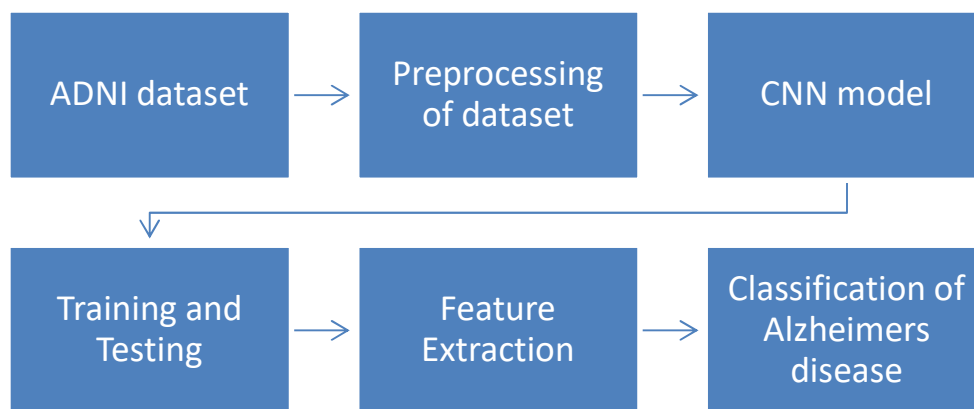 ADNI dataset
Preprocessing
of dataset
CNN model
Training and
Testing
Feature
Extraction
Classification of
Alzheimers
disease